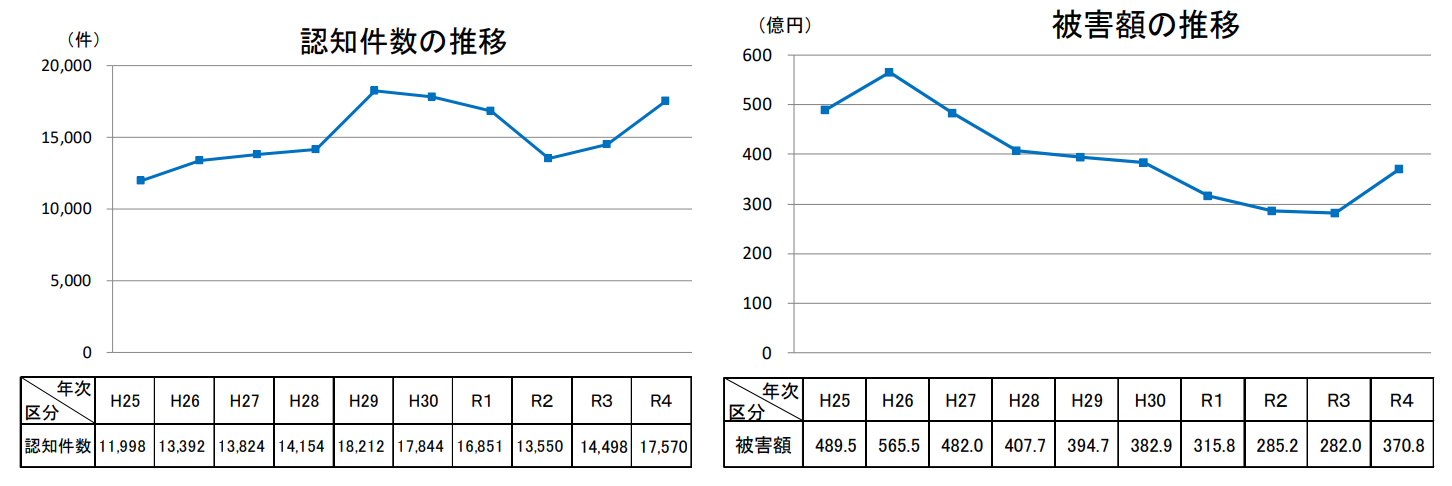 認知件数の推移
（件）
20,000
15,000
10,000
5,000
0
年次
区分
H25 H26 H27 H28 H29 H30 R1 R2 R3 R4
認知件数 11,998 13,392 13,824 14,154 18,212 17,844 16,851 13,550 14,498 17,570
被害額の推移
（億円）
600
500
400
300
200
100
0
年次
区分
H25 H26 H27 H28 H29 H30 R1 R2 R3 R4
被害額 489.5 565.5 482.0 407.7 394.7 382.9 315.8 285.2 282.0 370.8